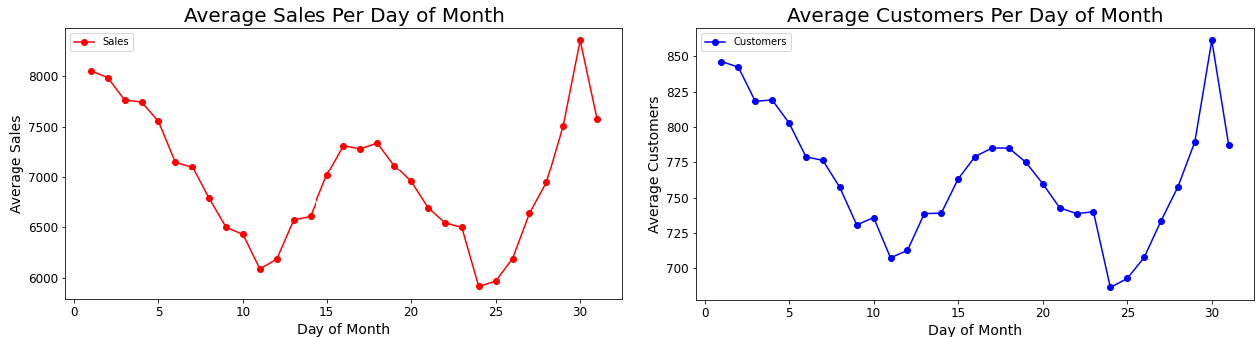 Average Sales Per Day of Month
Sales
8000
7500
7000
6500
6000
Average Sales
0 5 10 15 20 25 30
Day of Month
Average Customers Per Day of Month
Customers
850
825
800
775
750
725
700
Average Customers
0 5 10 15 20 25 30
Day of Month